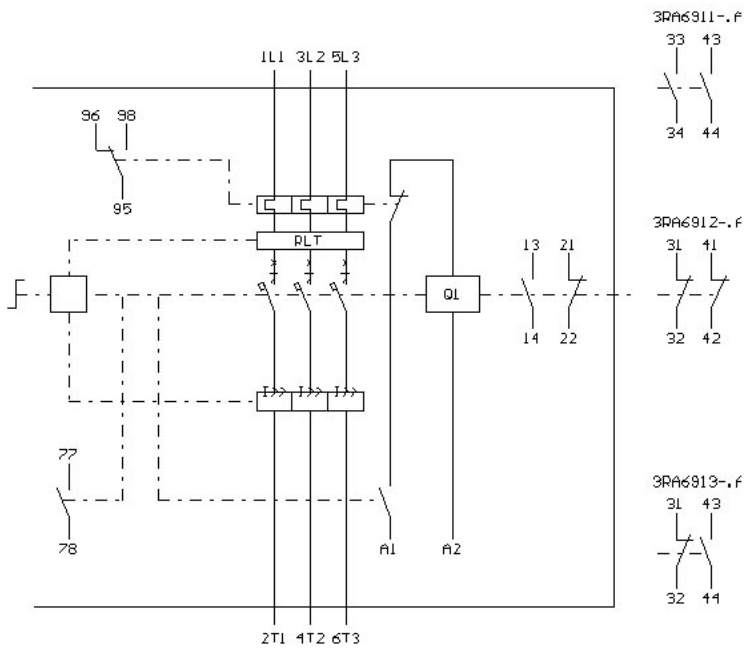 3RA6911-.A
1L1 3L2 5L3
33 43
96 98
34 44
95
3RA6912-.A
RLT
13 21
31 41
Q1
14 22
32 42
I>> I>> I>>
77
3RA6913-.A
31 43
78
A1 A2
32 44
2T1 4T2 6T3